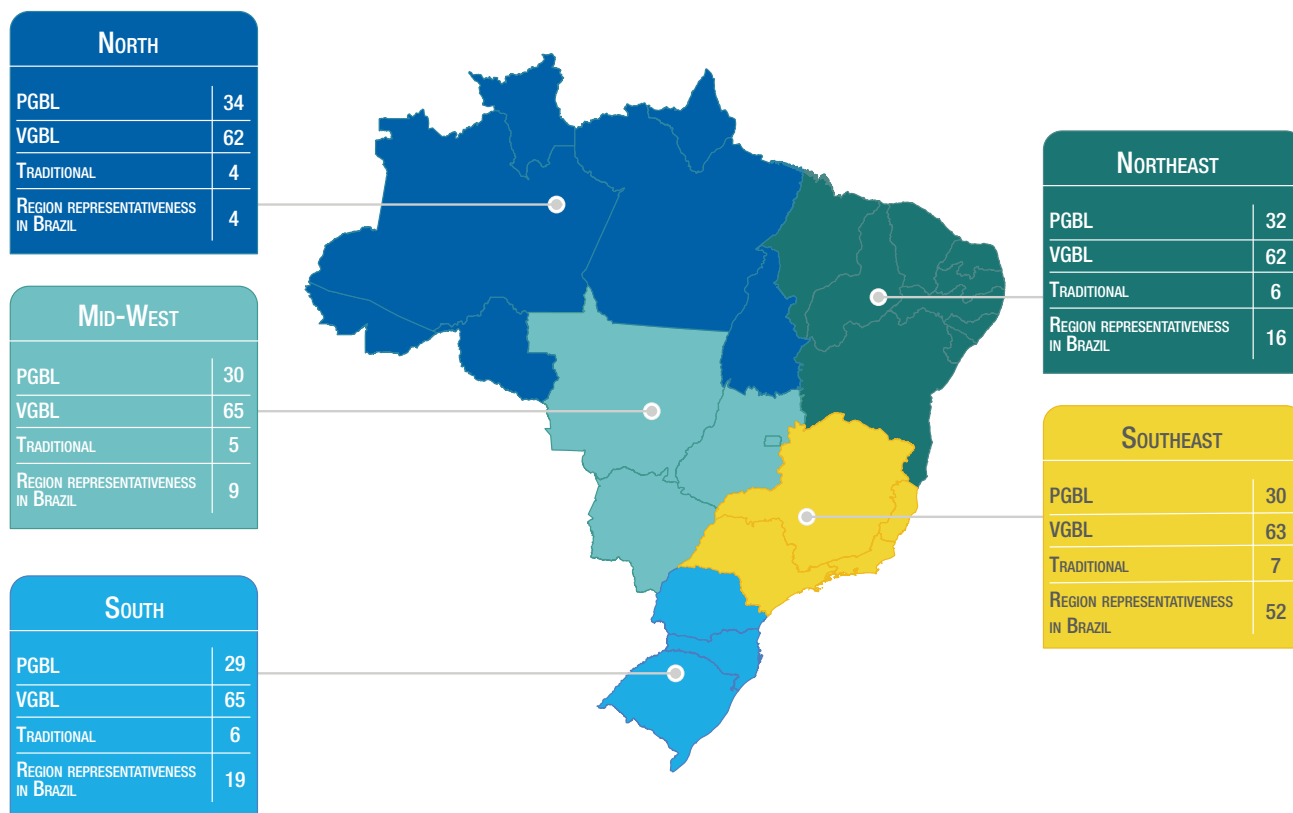 North
PGBL 34
VGBL 62
Traditional 4
Region representativeness
in Brazil 4
Mid-West
PGBL 30
VGBL 65
Traditional 5
Region representativeness
in Brazil 9
South
PGBL 29
VGBL 65
Traditional 6
Region representativeness
in Brazil 19
Northeast
PGBL 32
VGBL 62
Traditional 6
Region representativeness
in Brazil 16
Southeast
PGBL 30
VGBL 63
Traditional 7
Region representativeness
in Brazil 52